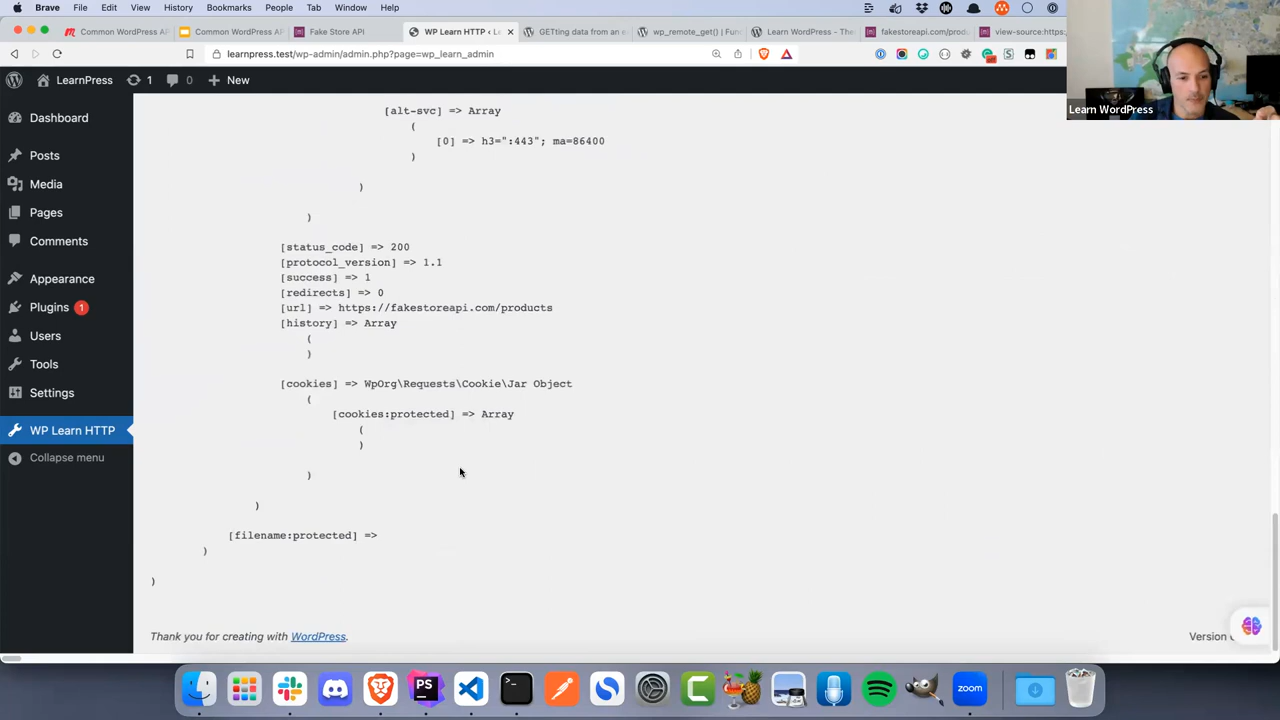 Brave File Edit View History Bookmarks People Tab Window Help
Common WordPress AP
Common WordPress AP
Fake Store API
WP Learn HTTP ‹ Le
GETting data from an e
wp_remote_get() | Fun
Learn WordPress – The
fakestoreapi.com/produ
view-source:https:
learnpress.test/wp-admin/admin.php?page=wp_learn_admin
LearnPress 1 0 New
Learn WordPress
Dashboard
Posts
Media
Pages
Comments
Appearance
Plugins 1
Users
Tools
Settings
WP Learn HTTP
Collapse menu
[alt-svc] => Array
(
[0] => h3=":443"; ma=86400
)
)
)
[status_code] => 200
[protocol_version] => 1.1
[success] => 1
[redirects] => 0
[url] => https://fakestoreapi.com/products
[history] => Array
(
)
[cookies] => WpOrg\Requests\Cookie\Jar Object
(
[cookies:protected] => Array
(
)
)
)
[filename:protected] =>
)
)
Thank you for creating with WordPress.
Version
PS
zoom